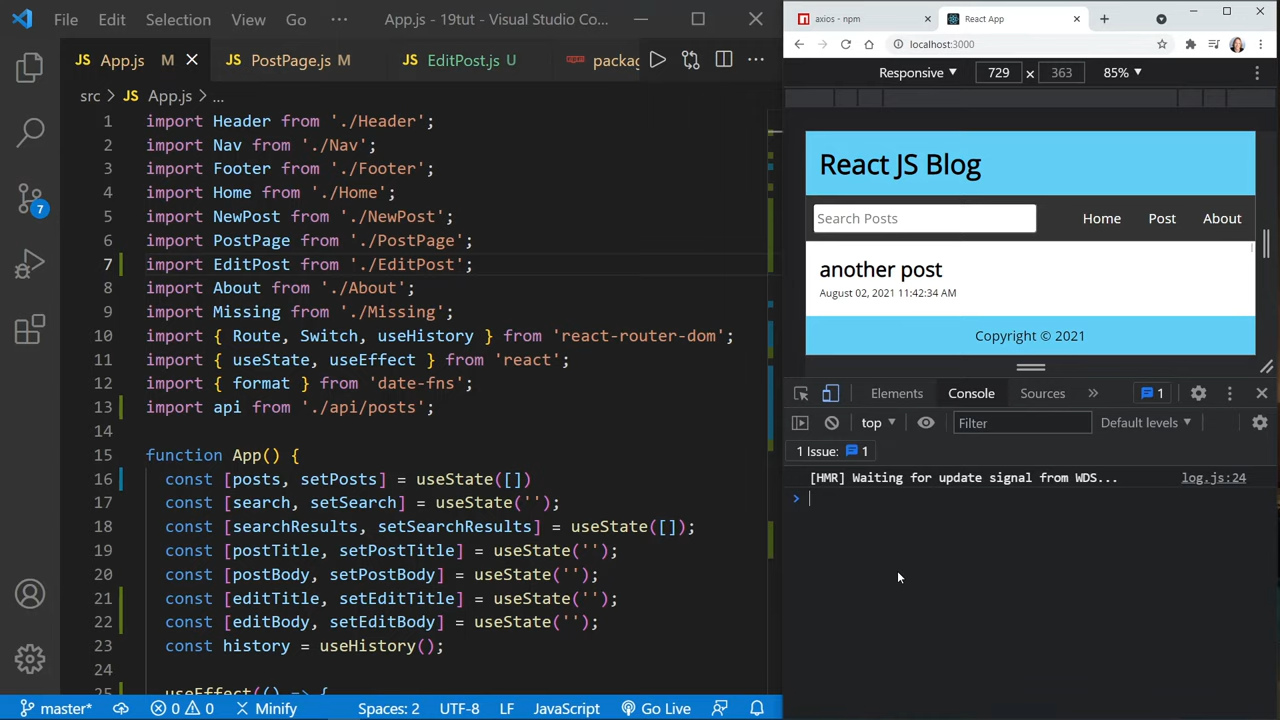 File Edit Selection View Go ··· App.js - 19tut - Visual Studio Co...
JS App.js M JS PostPage.js M JS EditPost.js U packag
src > JS App.js > ...
1 import Header from './Header';
2 import Nav from './Nav';
3 import Footer from './Footer';
4 import Home from './Home';
5 import NewPost from './NewPost';
6 import PostPage from './PostPage';
7 import EditPost from './EditPost';
8 import About from './About';
9 import Missing from './Missing';
10 import { Route, Switch, useHistory } from 'react-router-dom';
11 import { useState, useEffect } from 'react';
12 import { format } from 'date-fns';
13 import api from './api/posts';
14
15 function App() {
16 const [posts, setPosts] = useState([])
17 const [search, setSearch] = useState('');
18 const [searchResults, setSearchResults] = useState([]);
19 const [postTitle, setPostTitle] = useState('');
20 const [postBody, setPostBody] = useState('');
21 const [editTitle, setEditTitle] = useState('');
22 const [editBody, setEditBody] = useState('');
23 const history = useHistory();
24
25 useEffect(() => {
7
master* 0 0 Minify Spaces: 2 UTF-8 LF JavaScript Go Live
axios - npm React App
localhost:3000
Responsive 729 × 363 85%
React JS Blog
Search Posts Home Post About
another post
August 02, 2021 11:42:34 AM
Copyright © 2021
Elements Console Sources » 1
top Filter Default levels
1 Issue: 1
[HMR] Waiting for update signal from WDS... log.js:24
>